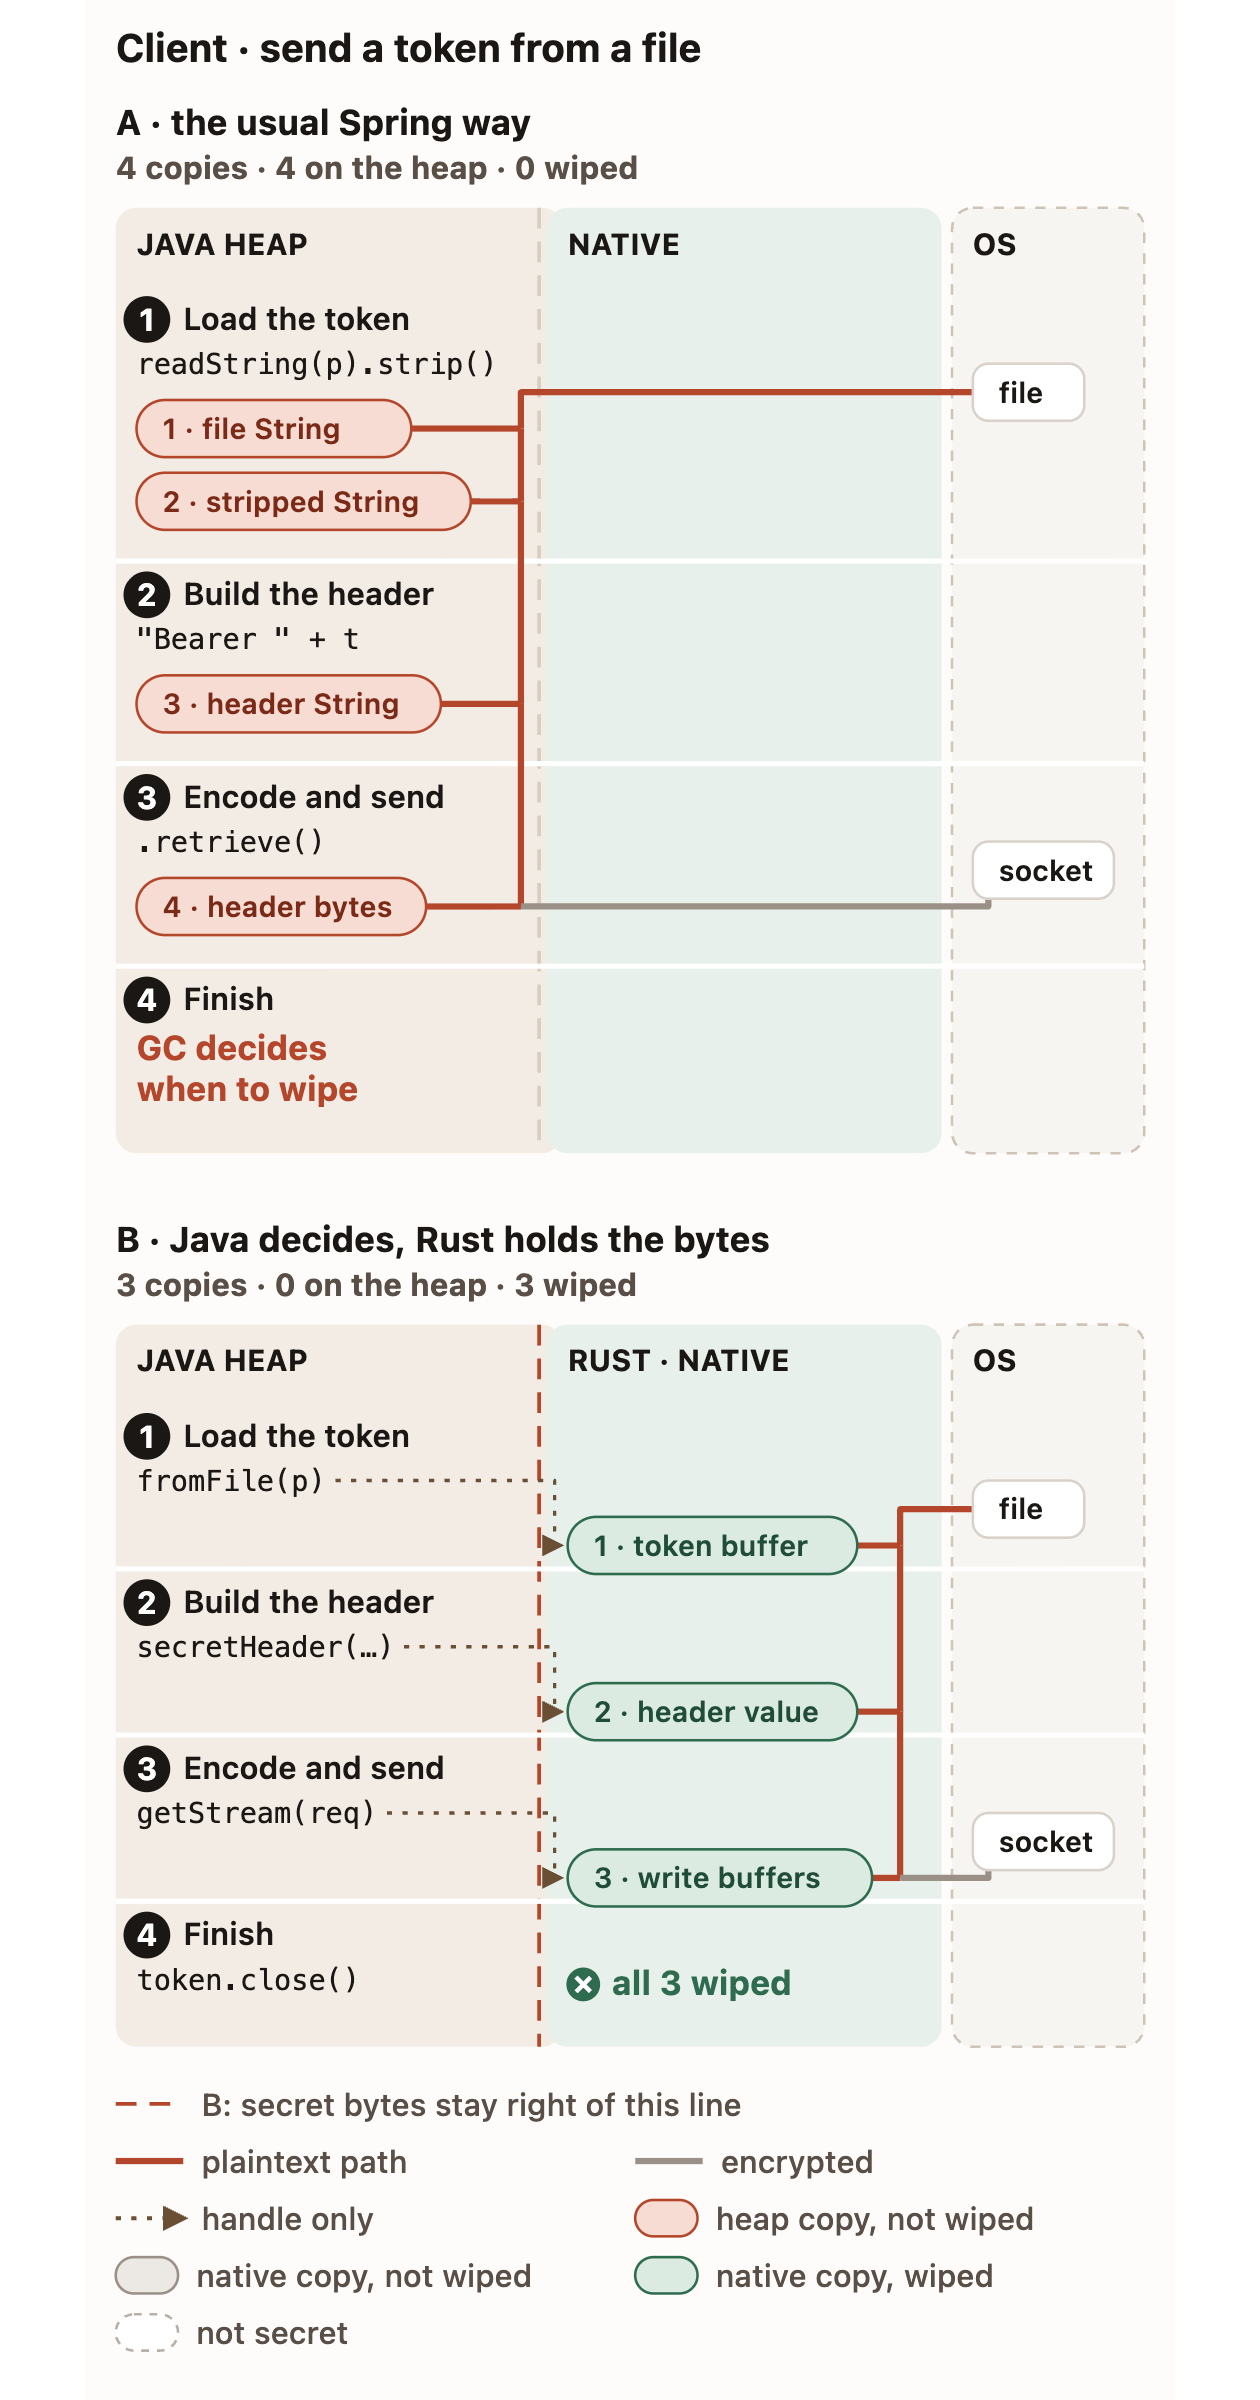 Client · send a token from a file
A · the usual Spring way
4 copies · 4 on the heap · 0 wiped
JAVA HEAP
NATIVE
OS
1 Load the token
readString(p).strip()
file
1 · file String
2 · stripped String
2 Build the header
"Bearer " + t
3 · header String
3 Encode and send
.retrieve()
socket
4 · header bytes
4 Finish
GC decides
when to wipe
B · Java decides, Rust holds the bytes
3 copies · 0 on the heap · 3 wiped
JAVA HEAP
RUST · NATIVE
OS
1 Load the token
fromFile(p)
file
1 · token buffer
2 Build the header
secretHeader(…)
2 · header value
3 Encode and send
getStream(req)
socket
3 · write buffers
4 Finish
token.close()
all 3 wiped
B: secret bytes stay right of this line
plaintext path
encrypted
handle only
heap copy, not wiped
native copy, not wiped
native copy, wiped
not secret